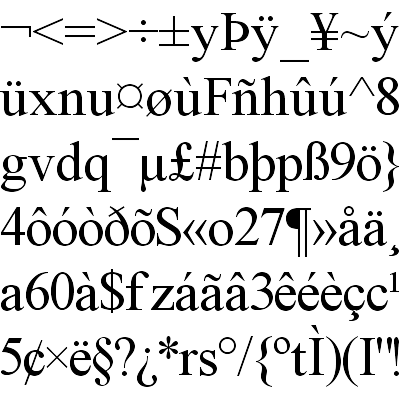 ¬<=>÷±yÞÿ_¥~ý
üxnu¤øùFñhûú^8
gvdq¯µ£#bþpß9ö}
4ôóòðõS«o27¶»åä¸
a60à$fzáãâ3êéèçc¹
5¢×ë§?¿*rs°/{ºtÌ)(I'"!